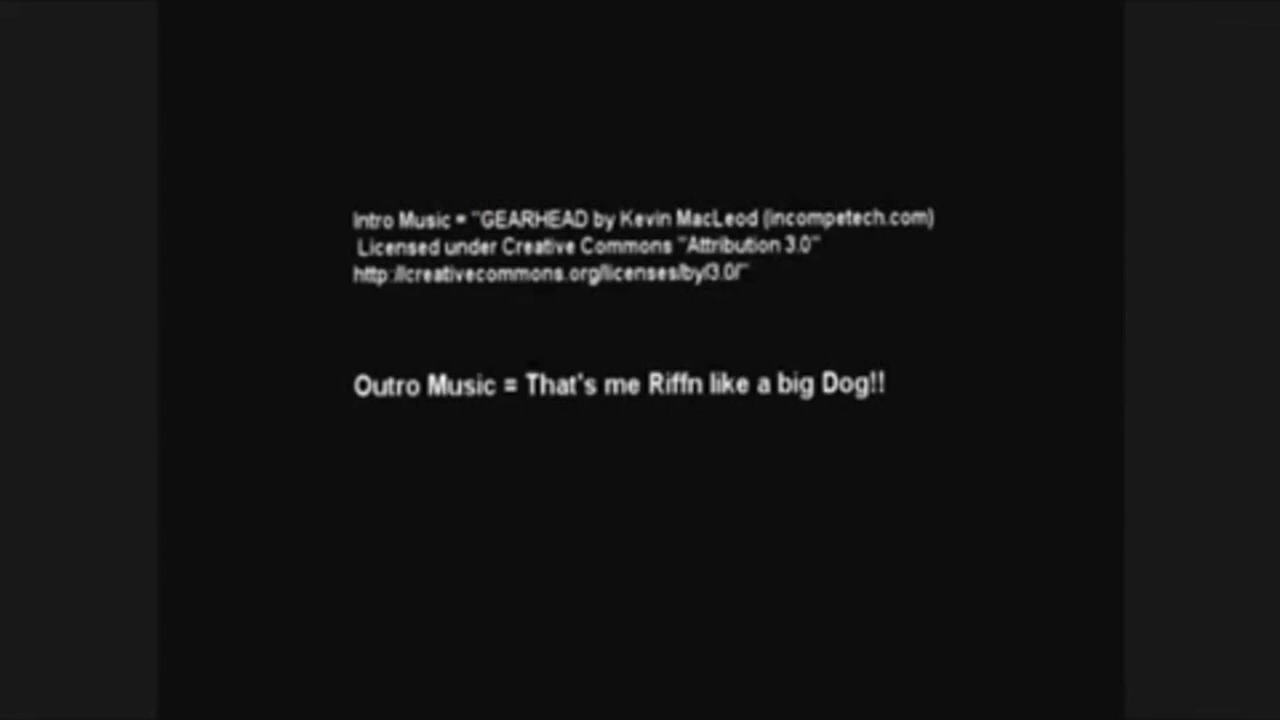 Intro Music = "GEARHEAD by Kevin MacLeod (incompetech.com)
Licensed under Creative Commons "Attribution 3.0"
http://creativecommons.org/licenses/by/3.0/"
Outro Music = That's me Riffn like a big Dog!!